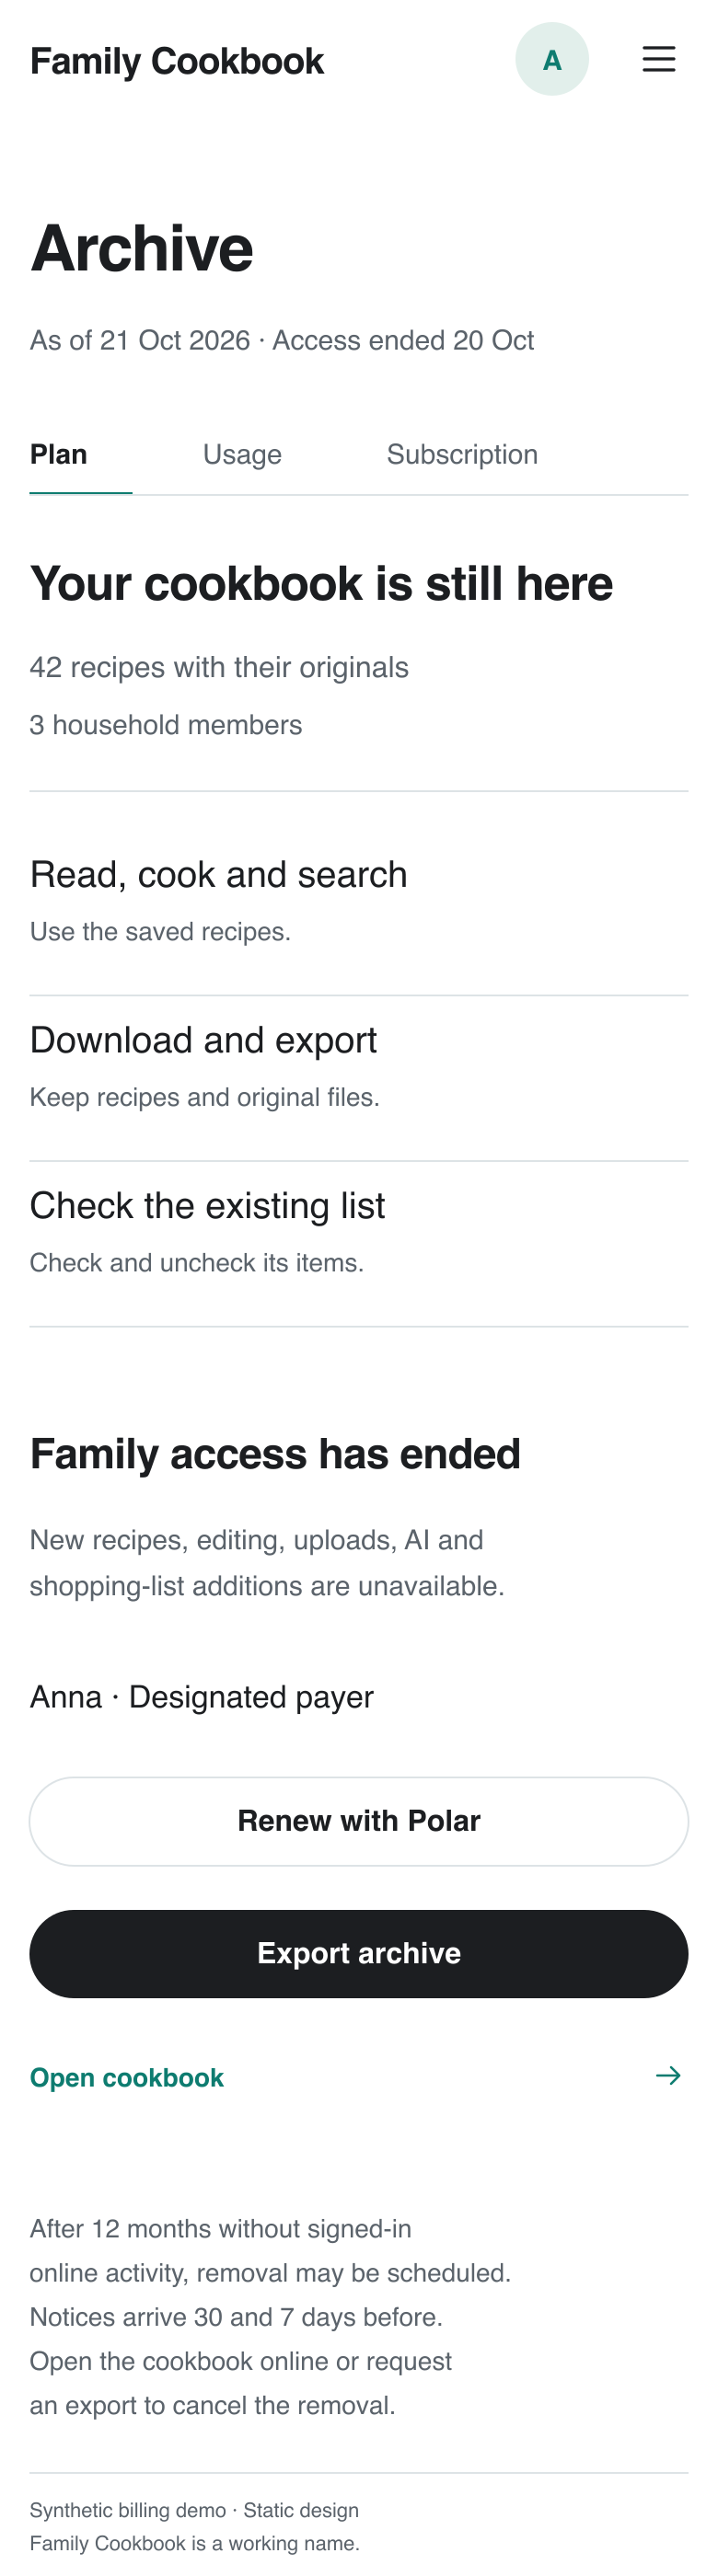 Family Cookbook
A
Archive
As of 21 Oct 2026 · Access ended 20 Oct
Plan
Usage
Subscription
Your cookbook is still here
42 recipes with their originals
3 household members
Read, cook and search
Use the saved recipes.
Download and export
Keep recipes and original files.
Check the existing list
Check and uncheck its items.
Family access has ended
New recipes, editing, uploads, AI and
shopping-list additions are unavailable.
Anna · Designated payer
Renew with Polar
Export archive
Open cookbook
After 12 months without signed-in
online activity, removal may be scheduled.
Notices arrive 30 and 7 days before.
Open the cookbook online or request
an export to cancel the removal.
Synthetic billing demo · Static design
Family Cookbook is a working name.